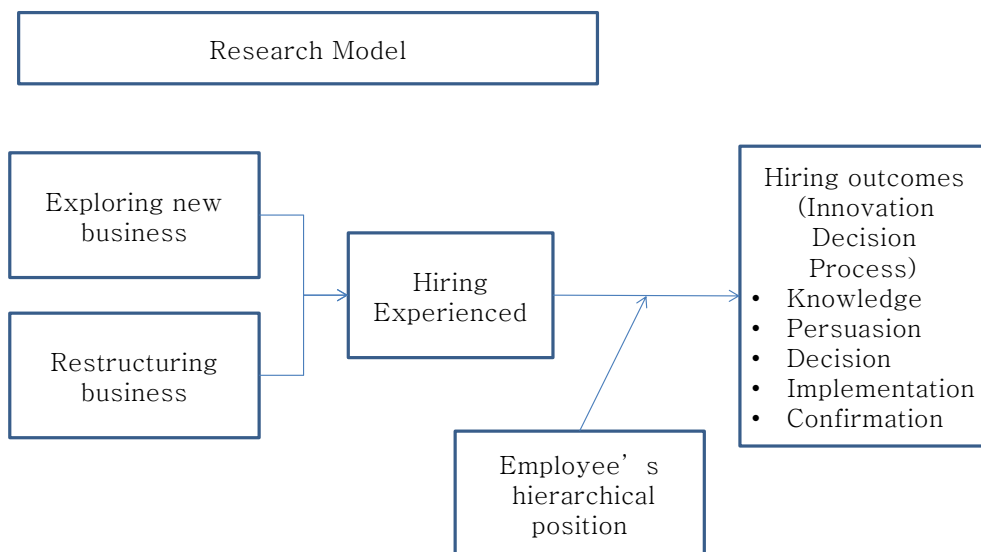 Research Model
Exploring new
business
Restructuring
business
Hiring
Experienced
Hiring outcomes
(Innovation
Decision
Process)
• Knowledge
• Persuasion
• Decision
• Implementation
• Confirmation
Employee’s
hierarchical
position